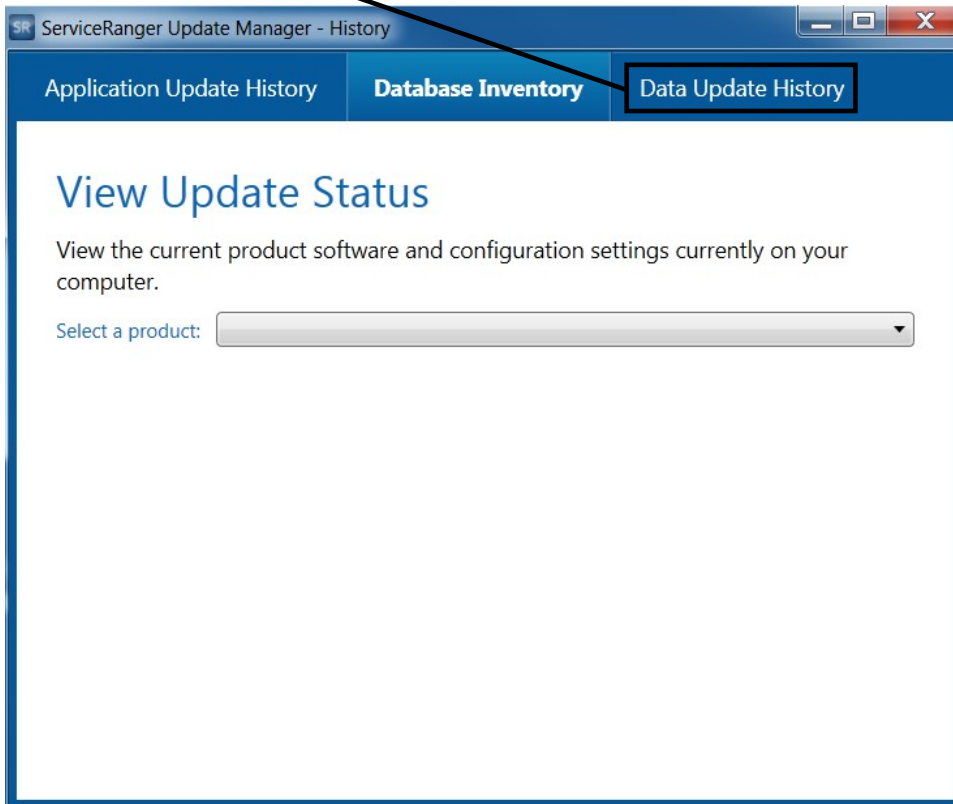 SR ServiceRanger Update Manager - History
Application Update History Database Inventory Data Update History
View Update Status
View the current product software and configuration settings currently on your
computer.
Select a product: